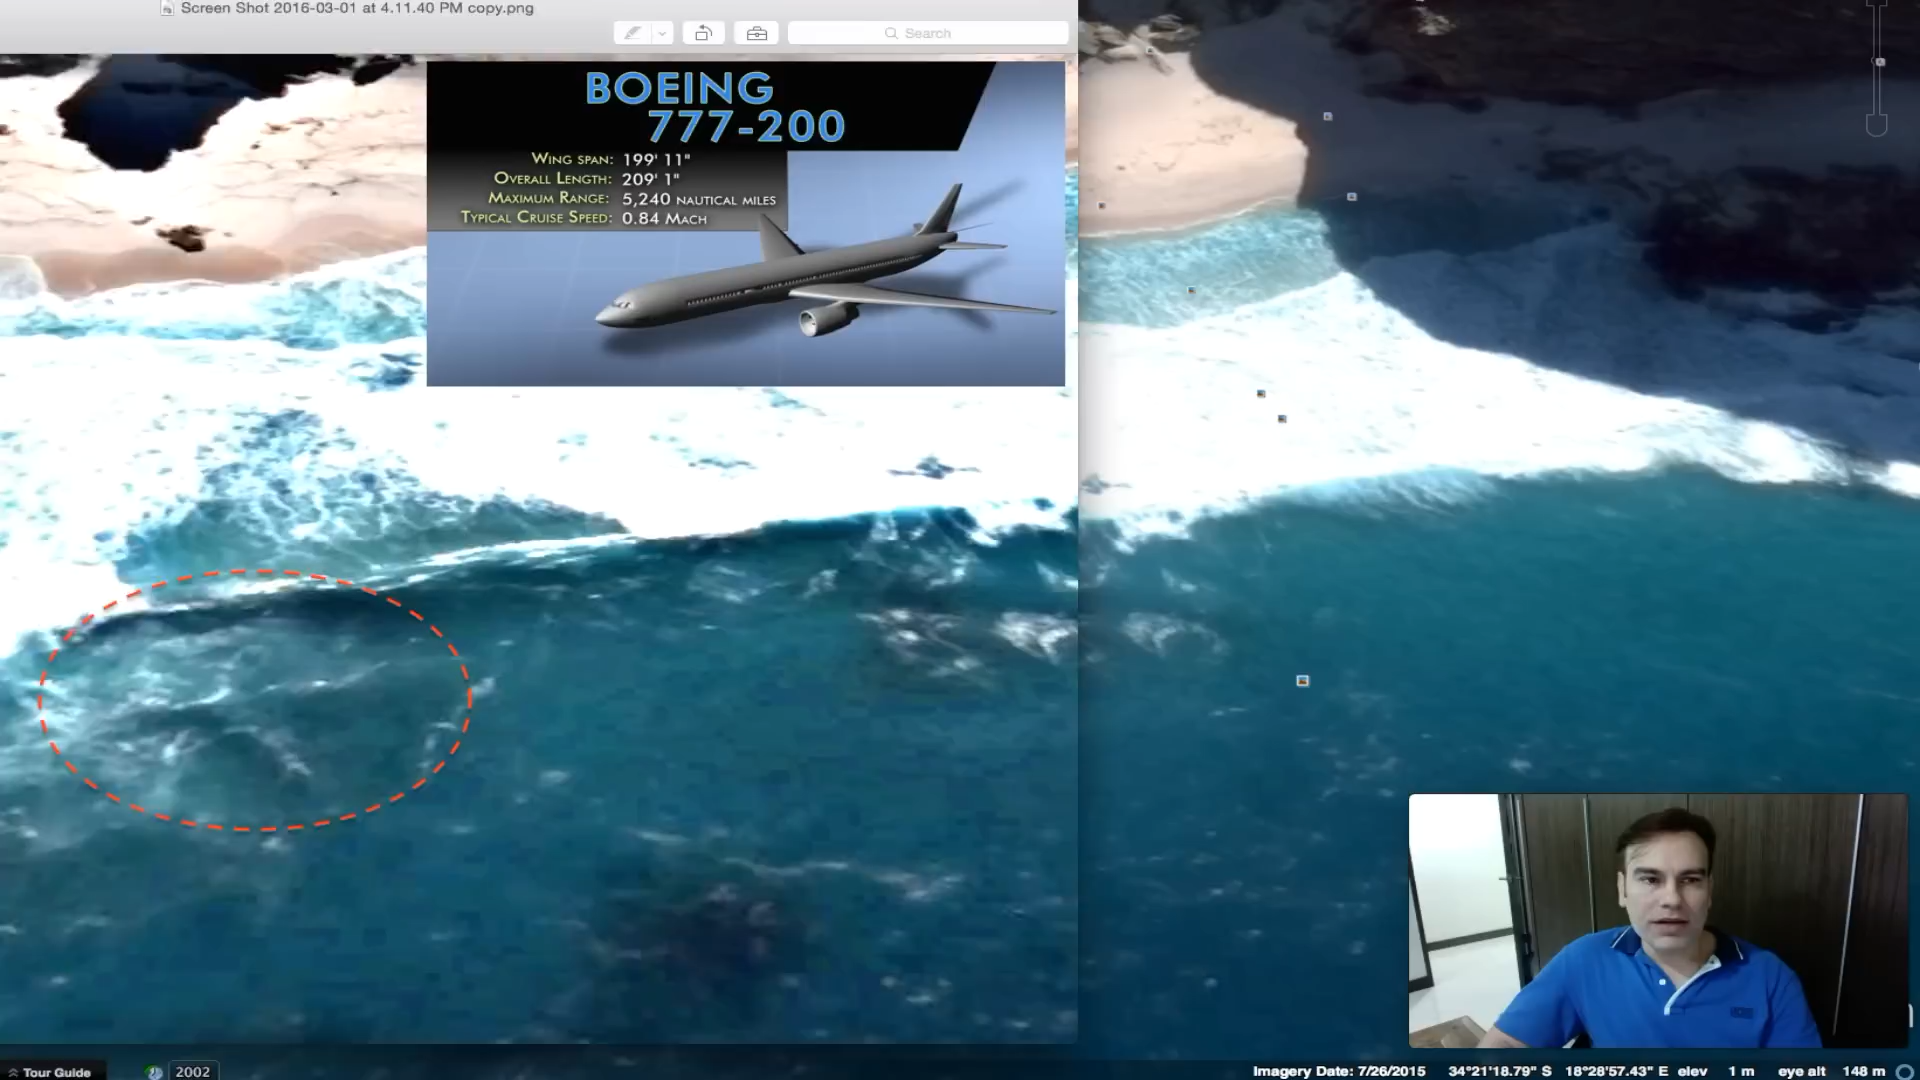 Screen Shot 2016-03-01 at 4.11.40 PM copy.png
Search
BOEING
777-200
WING SPAN: 199' 11"
OVERALL LENGTH: 209' 1"
MAXIMUM RANGE: 5,240 NAUTICAL MILES
TYPICAL CRUISE SPEED: 0.84 MACH
Tour Guide
2002
Imagery Date: 7/26/2015 34°21'18.79" S 18°28'57.43" E elev 1 m eye alt 148 m